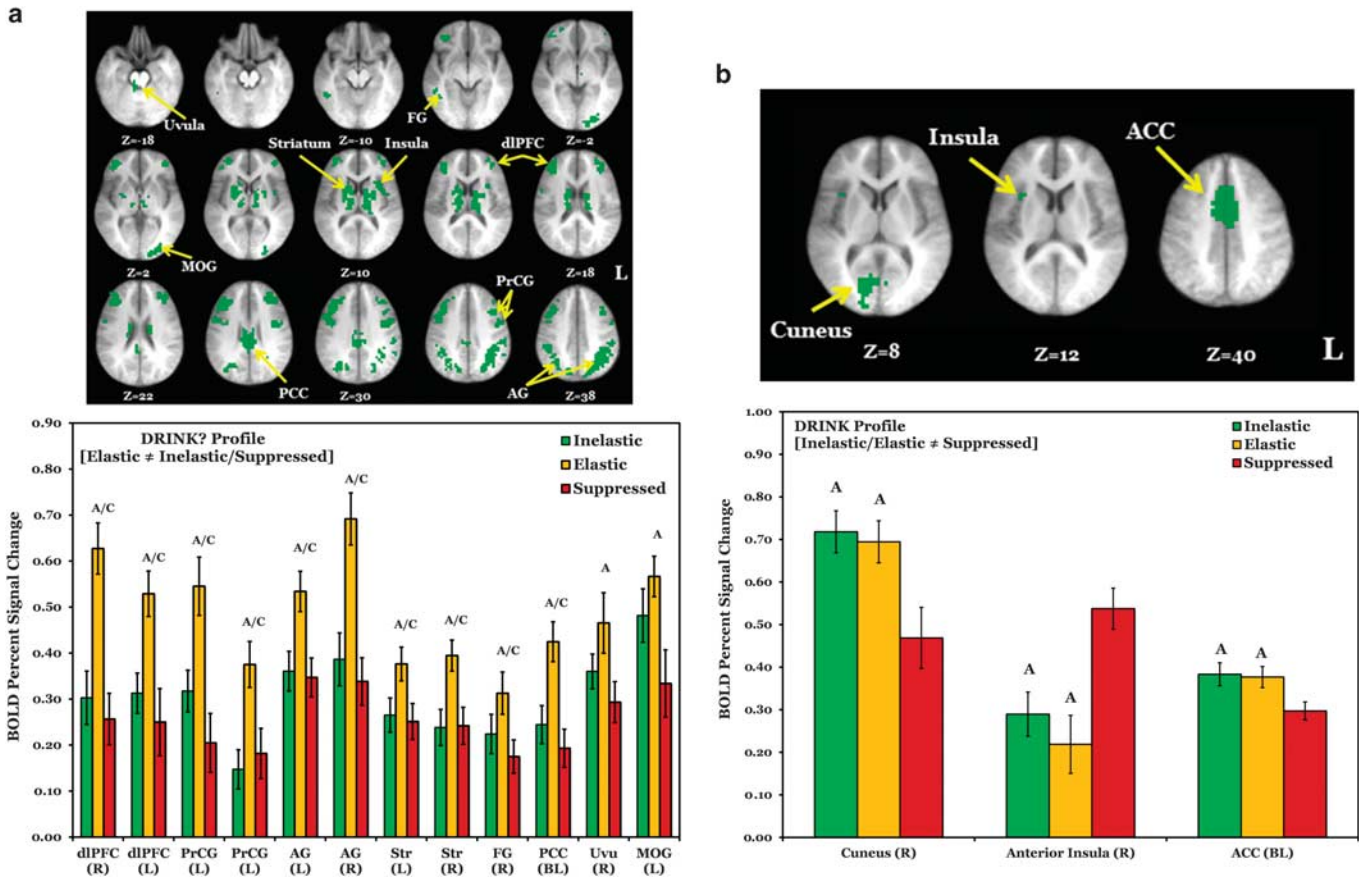 a
Uvula
FG
Z=-18
Z=-10
Z=-2
Striatum
Insula
dlPFC
MOG
Z=2
Z=10
Z=18
L
PrCG
PCC
AG
Z=22
Z=30
Z=38
0.90
0.80
0.70
0.60
0.50
0.40
0.30
0.20
0.10
0.00
BOLD Percent Signal Change
DRINK? Profile
[Elastic ≠ Inelastic/Suppressed]
Inelastic
Elastic
Suppressed
A/C
A/C
A/C
A/C
A/C
A/C
A/C
A/C
A/C
A/C
A
A
dlPFC (R)
dlPFC (L)
PrCG (L)
PrCG (L)
AG (L)
AG (R)
Str (L)
Str (R)
FG (R)
PCC (BL)
Uvu (R)
MOG (L)
b
Insula
ACC
Cuneus
Z=8
Z=12
Z=40
L
1.00
0.90
0.80
0.70
0.60
0.50
0.40
0.30
0.20
0.10
0.00
BOLD Percent Signal Change
DRINK Profile
[Inelastic/Elastic ≠ Suppressed]
Inelastic
Elastic
Suppressed
A
A
A
A
A
A
Cuneus (R)
Anterior Insula (R)
ACC (BL)